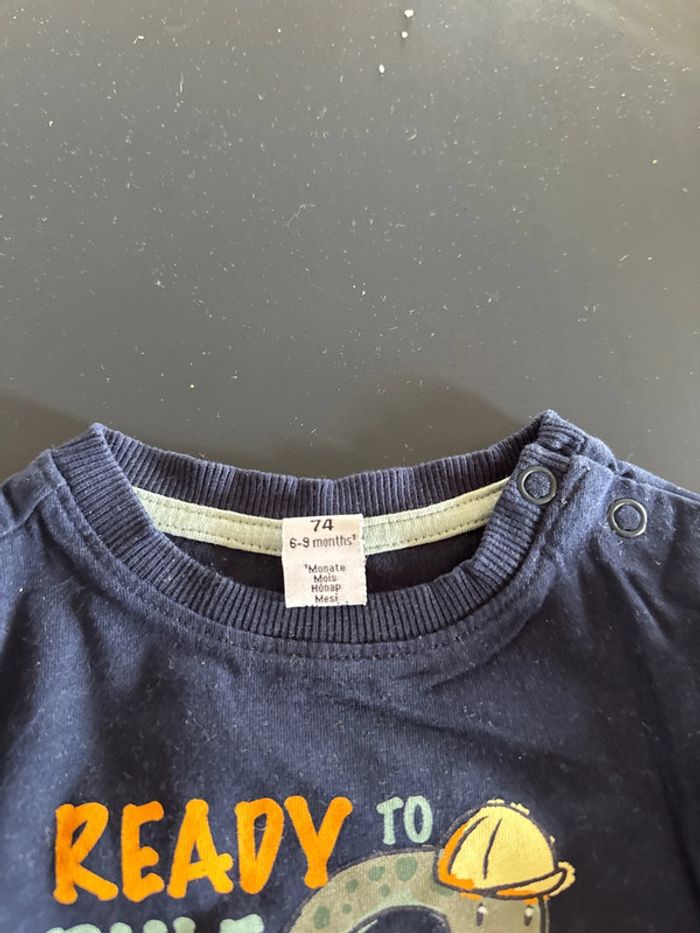 74
6-9 months¹
¹Monate
Mois
Hónap
Mesi
READY TO